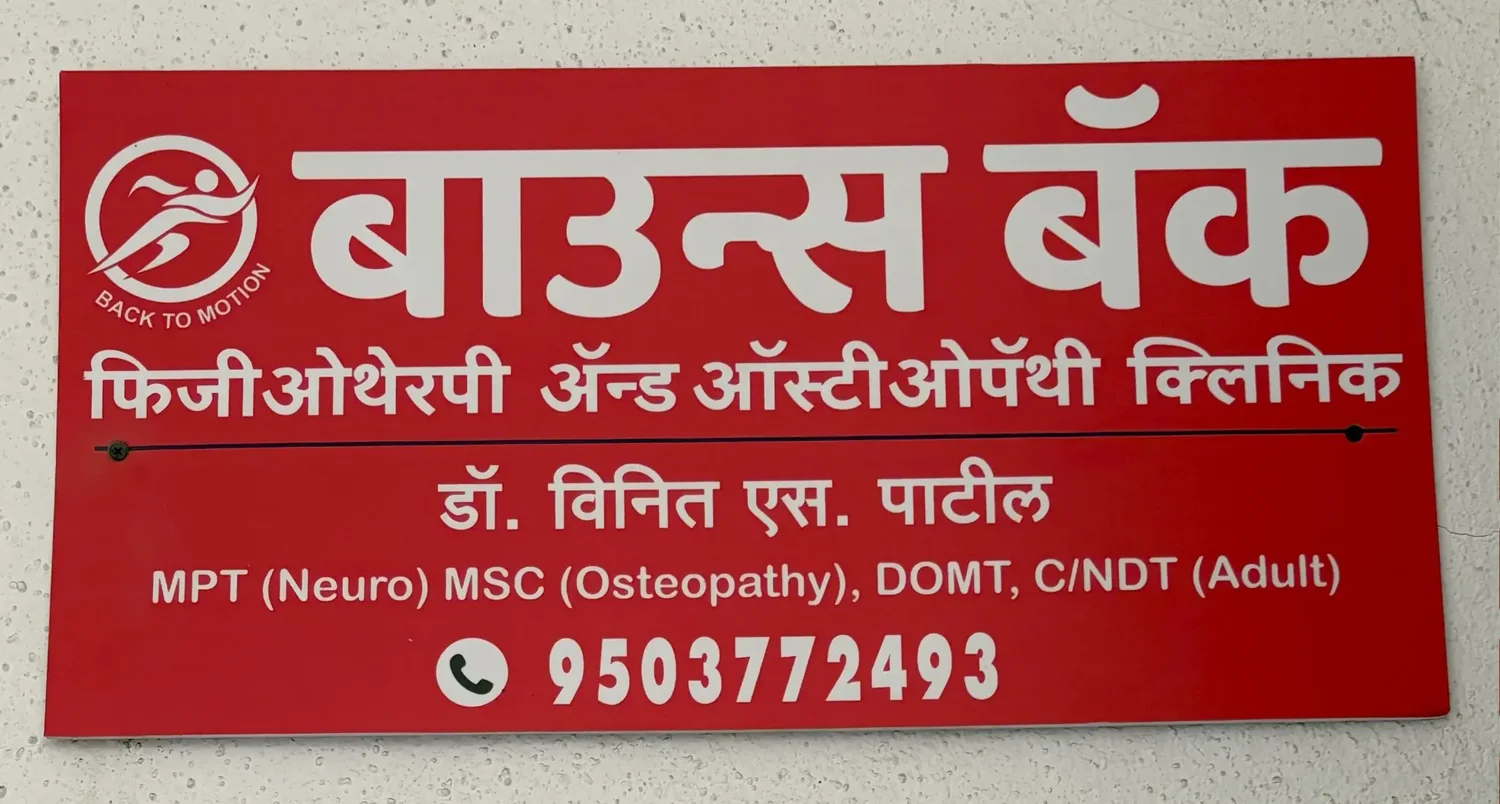 बाउन्स बॅक
BACK TO MOTION
फिजीओथेरपी ॲन्ड ऑस्टीओपॅथी क्लिनिक
डॉ. विनित एस. पाटील
MPT (Neuro) MSC (Osteopathy), DOMT, C/NDT (Adult)
9503772493